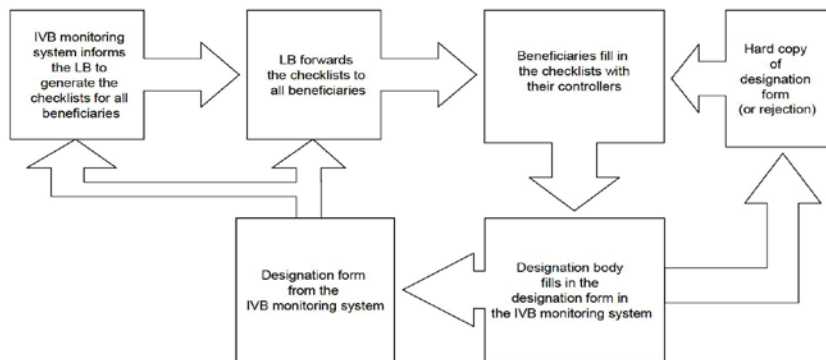 IVB monitoring
system informs
the LB to
generate the
checklists for all
beneficiaries
LB forwards
the checklists to
all beneficiaries
Beneficiaries fill in
the checklists with
their controllers
Hard copy
of
designation
form
(or rejection)
Designation form
from the
IVB monitoring system
Designation body
fills in the
designation form in
the IVB monitoring system